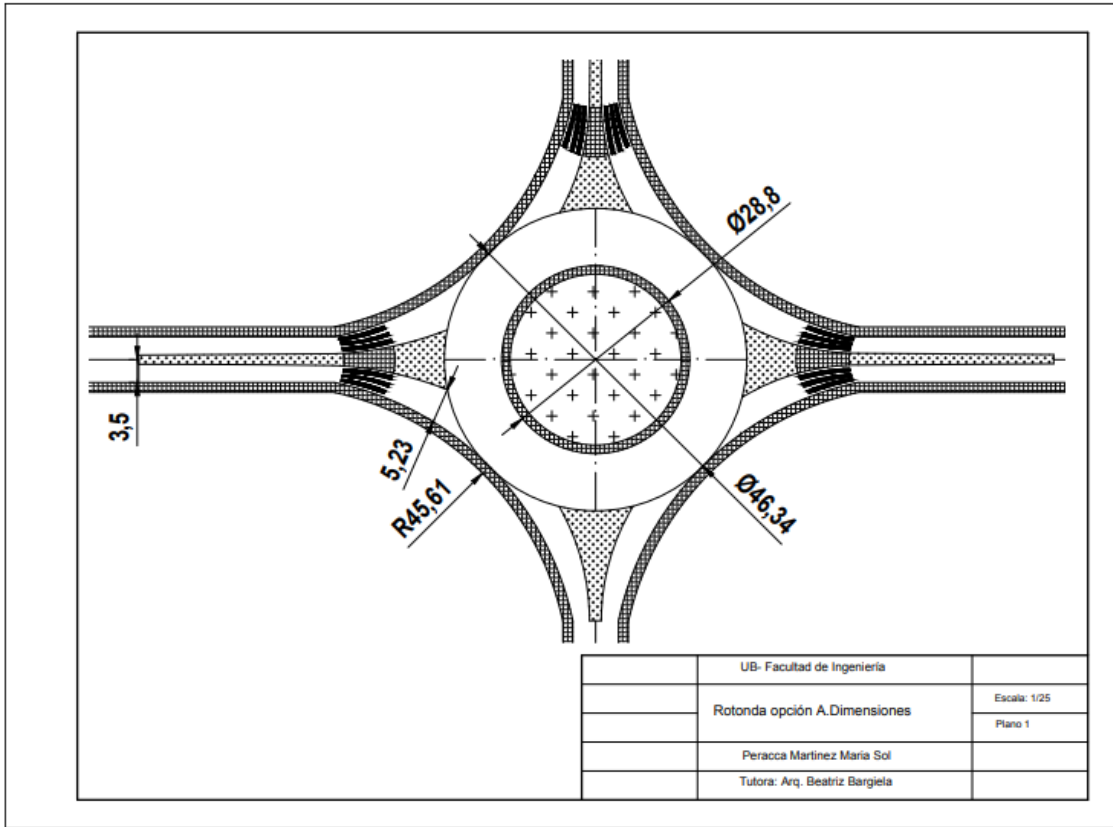 Ø28,8
3,5
5,23
R45,61
Ø46,34
UB- Facultad de Ingeniería
Rotonda opción A.Dimensiones
Escala: 1/25
Plano 1
Peracca Martinez Maria Sol
Tutora: Arq. Beatriz Bargiela